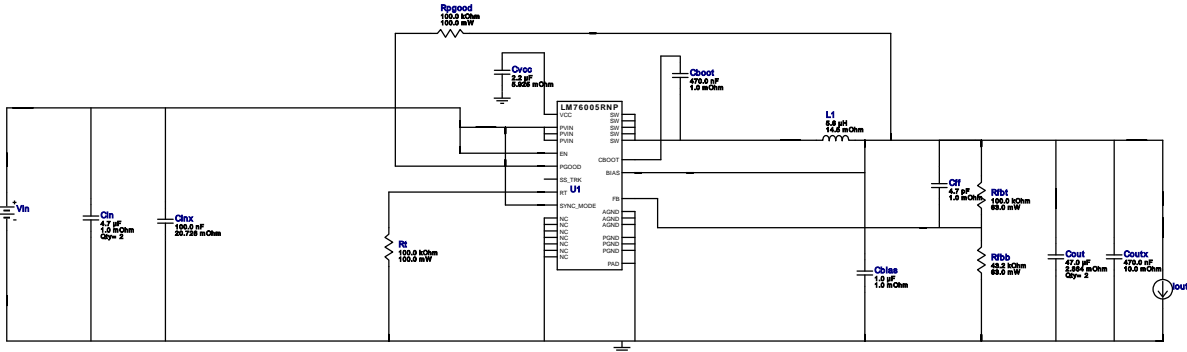 Rpgood
100.0 kOhm
100.0 mW
Cvcc
2.2 µF
5.925 mOhm
Cboot
470.0 nF
1.0 mOhm
LM76005RNP
VCC
PVIN
PVIN
PVIN
EN
PGOOD
SS_TRK
RT
SYNC_MODE
NC
NC
NC
NC
NC
NC
NC
U1
SW
SW
SW
SW
SW
CBOOT
BIAS
FB
AGND
AGND
AGND
PGND
PGND
PGND
PAD
L1
5.6 µH
14.5 mOhm
Vin
+
-
Cin
4.7 µF
1.0 mOhm
Qty= 2
Cinx
100.0 nF
20.726 mOhm
Rt
100.0 kOhm
100.0 mW
Cff
4.7 pF
1.0 mOhm
Rfbt
100.0 kOhm
63.0 mW
Cbias
1.0 µF
1.0 mOhm
Rfbb
43.2 kOhm
63.0 mW
Cout
47.0 µF
Qty= 2
Coutx
470.0 nF
10.0 mOhm
Iout